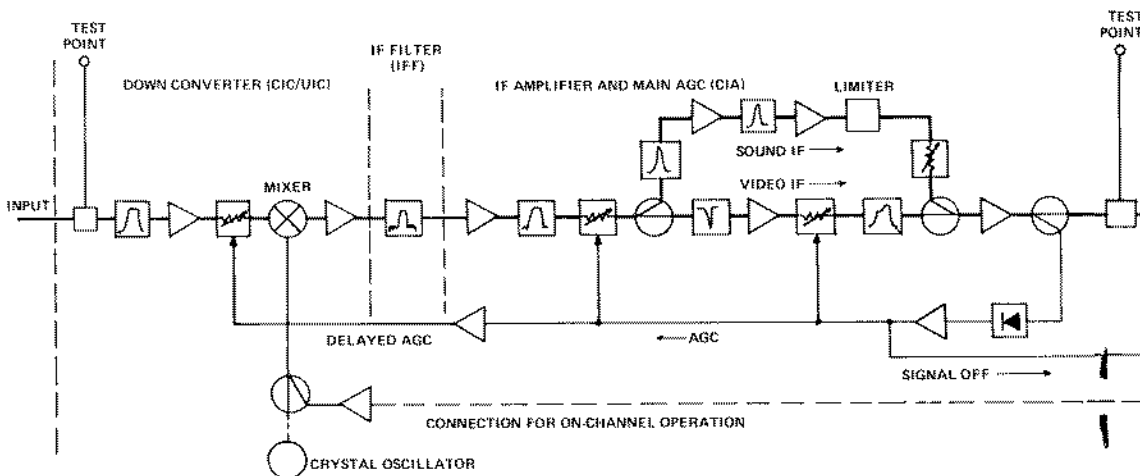 TEST
POINT
TEST
POINT
IF FILTER
(IFF)
DOWN CONVERTER (CIC/UIC)
IF AMPLIFIER AND MAIN AGC (CIA)
LIMITER
SOUND IF
MIXER
VIDEO IF
INPUT
DELAYED AGC
AGC
SIGNAL OFF
CONNECTION FOR ON-CHANNEL OPERATION
CRYSTAL OSCILLATOR